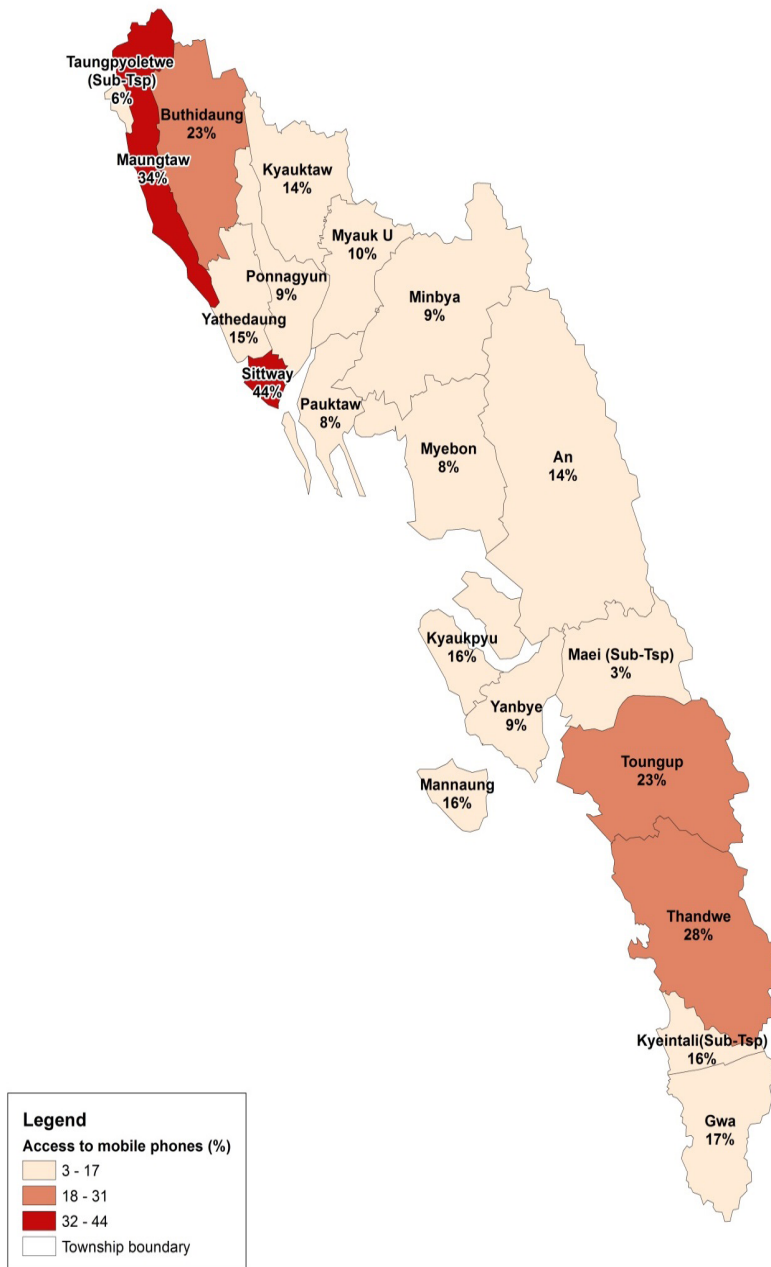 Taungpyoletwe
(Sub-Tsp)
6%
Buthidaung
23%
Maungtaw
34%
Kyauktaw
14%
Myauk U
10%
Ponnagyun
9%
Minbya
9%
Yathedaung
15%
Sittway
44%
Pauktaw
8%
Myebon
8%
An
14%
Kyaukpyu
16%
Maei (Sub-Tsp)
3%
Yanbye
9%
Toungup
23%
Mannaung
16%
Thandwe
28%
Kyeintali(Sub-Tsp)
16%
Gwa
17%
Legend
Access to mobile phones (%)
3 - 17
18 - 31
32 - 44
Township boundary